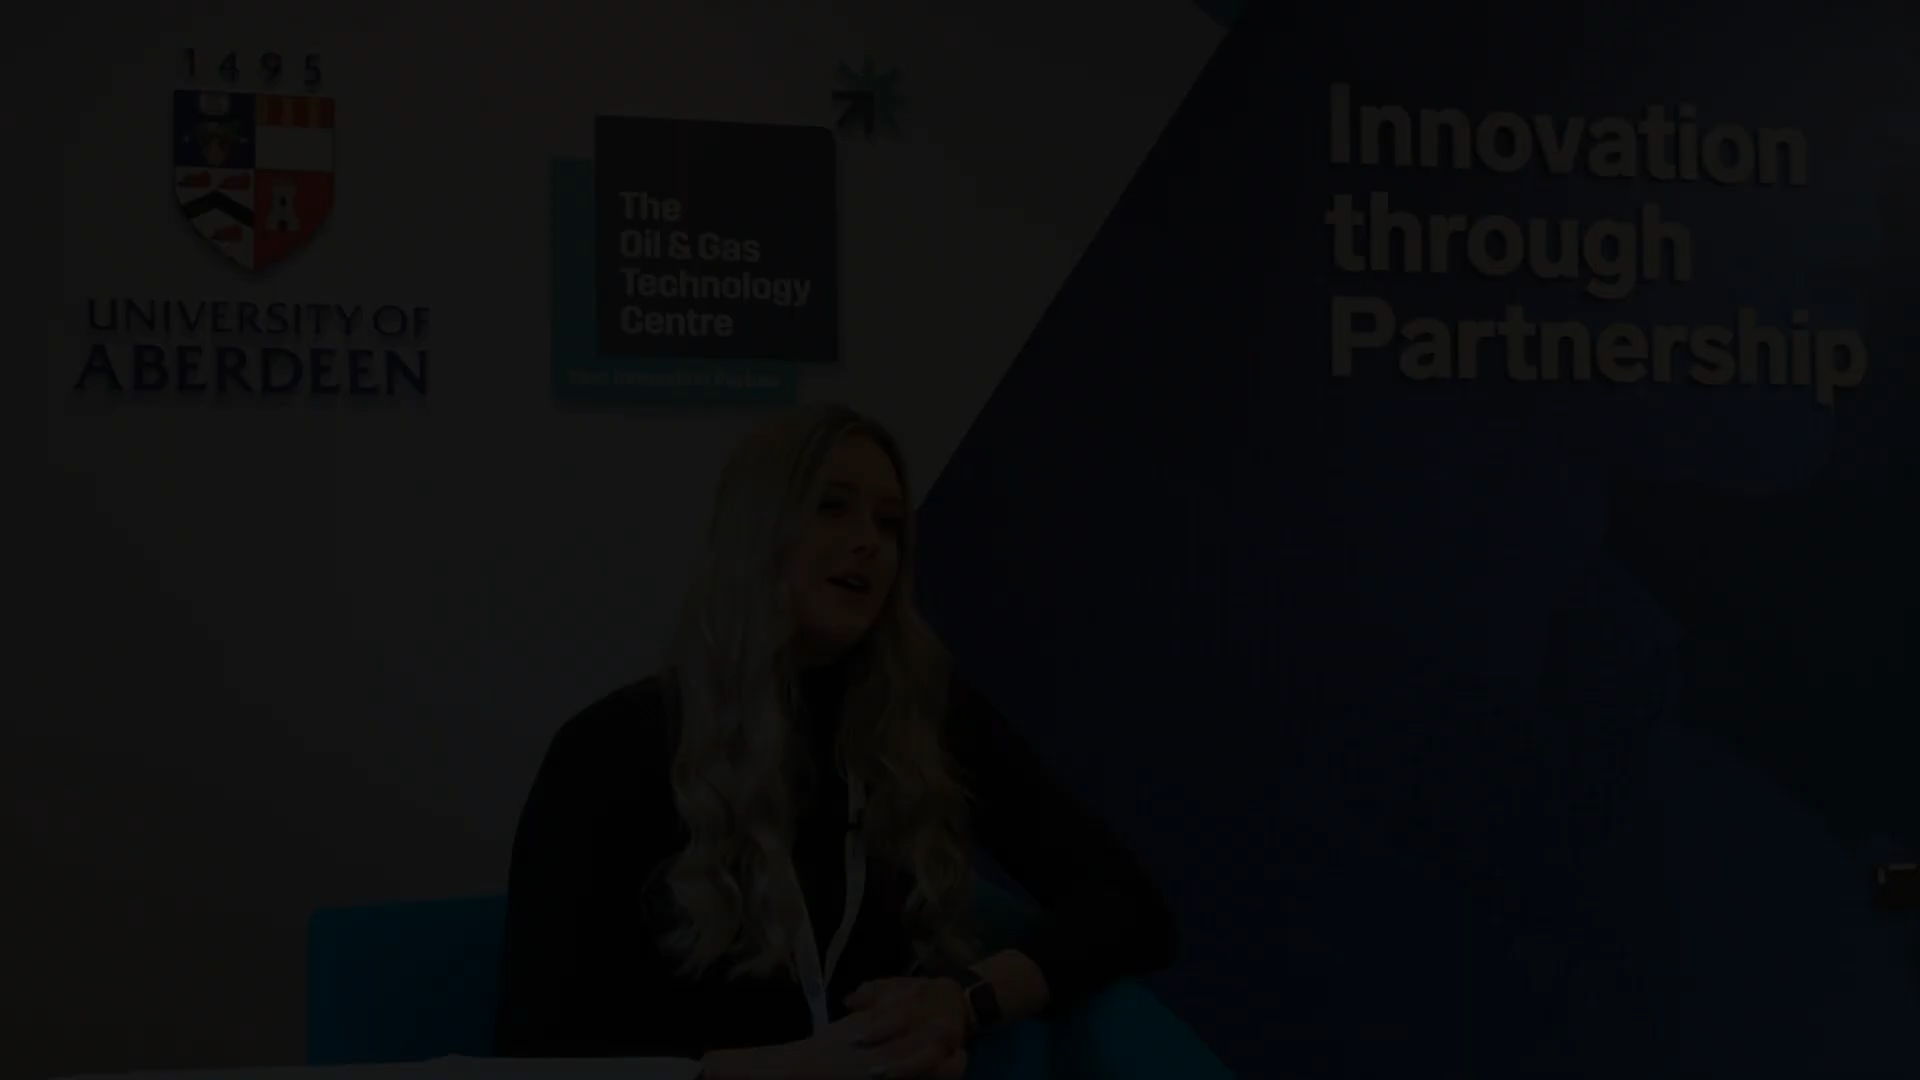 1495
UNIVERSITY OF
ABERDEEN
The
Oil & Gas
Technology
Centre
Innovation
through
Partnership